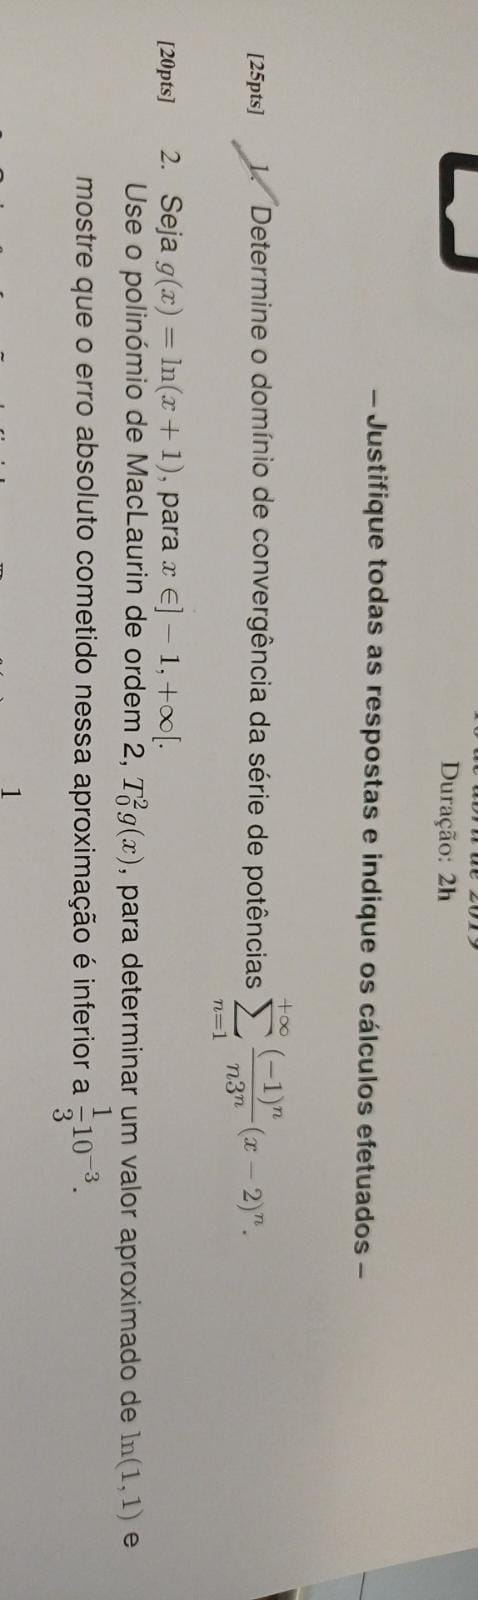 de abril de 2019
Duração: 2h
– Justifique todas as respostas e indique os cálculos efetuados –
[25pts] 1. Determine o domínio de convergência da série de potências \sum_{n=1}^{+\infty} \frac{(-1)^n}{n3^n}(x-2)^n.
[20pts] 2. Seja g(x) = ln(x + 1), para x ∈] − 1, +∞[.
Use o polinómio de MacLaurin de ordem 2, T_0^2 g(x), para determinar um valor aproximado de ln(1,1) e
mostre que o erro absoluto cometido nessa aproximação é inferior a \frac{1}{3}10^{-3}.
1